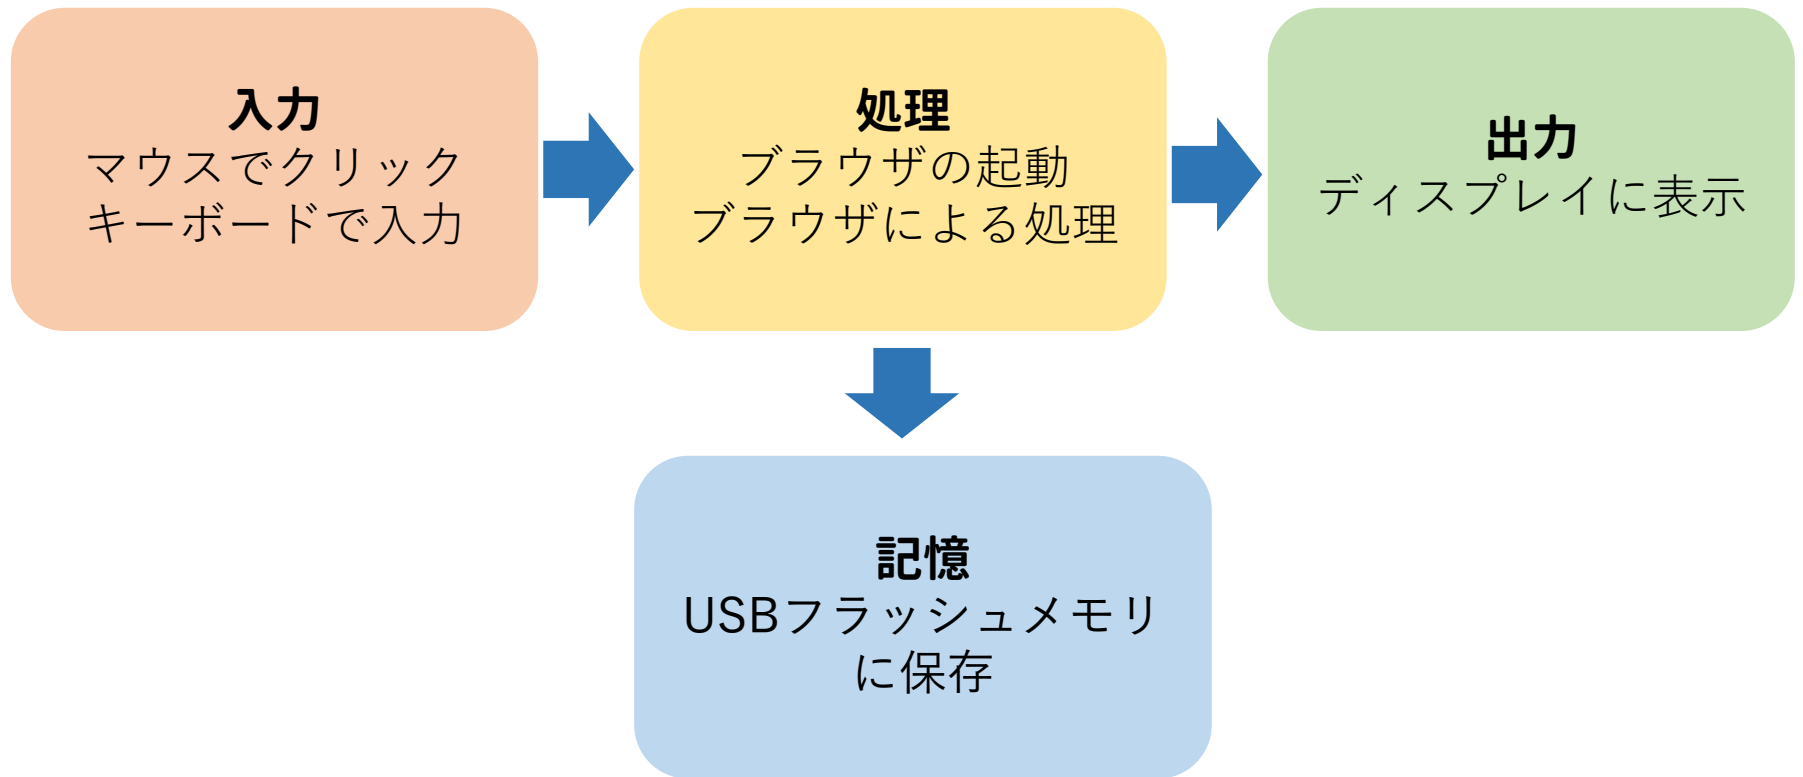 入力
マウスでクリック
キーボードで入力
処理
ブラウザの起動
ブラウザによる処理
出力
ディスプレイに表示
記憶
USBフラッシュメモリ
に保存